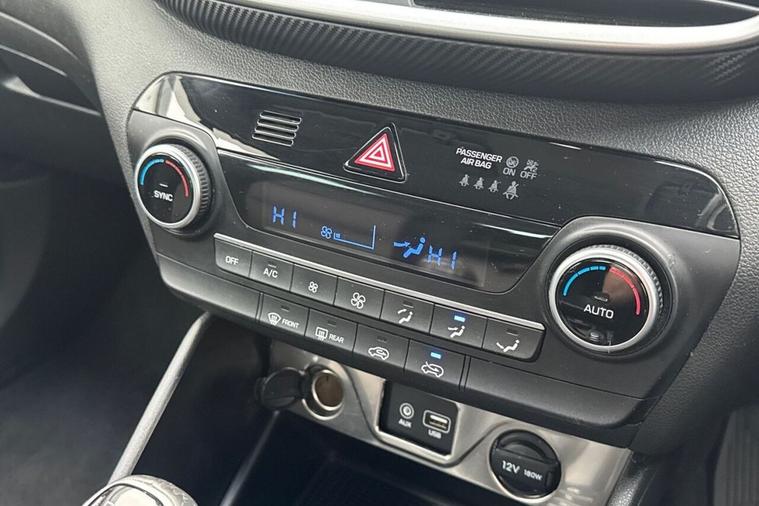 PASSENGER
AIR BAG
ON
OFF
SYNC
HI
HI
AUTO
OFF
A/C
FRONT
REAR
AUX
USB
12V 180W